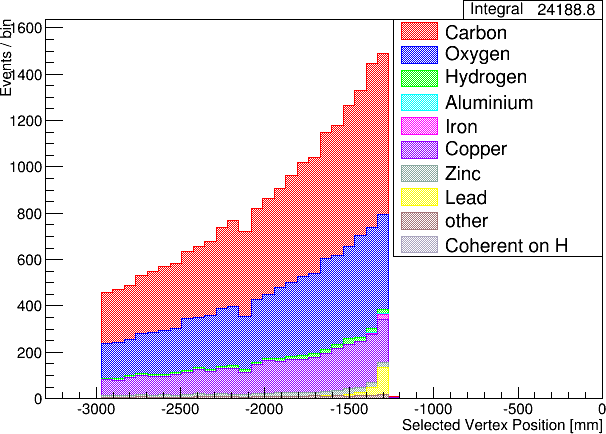 Integral 24188.8
Events / bin
1600
1400
1200
1000
800
600
400
200
0
Carbon
Oxygen
Hydrogen
Aluminium
Iron
Copper
Zinc
Lead
other
Coherent on H
-3000 -2500 -2000 -1500 -1000 -500 0
Selected Vertex Position [mm]